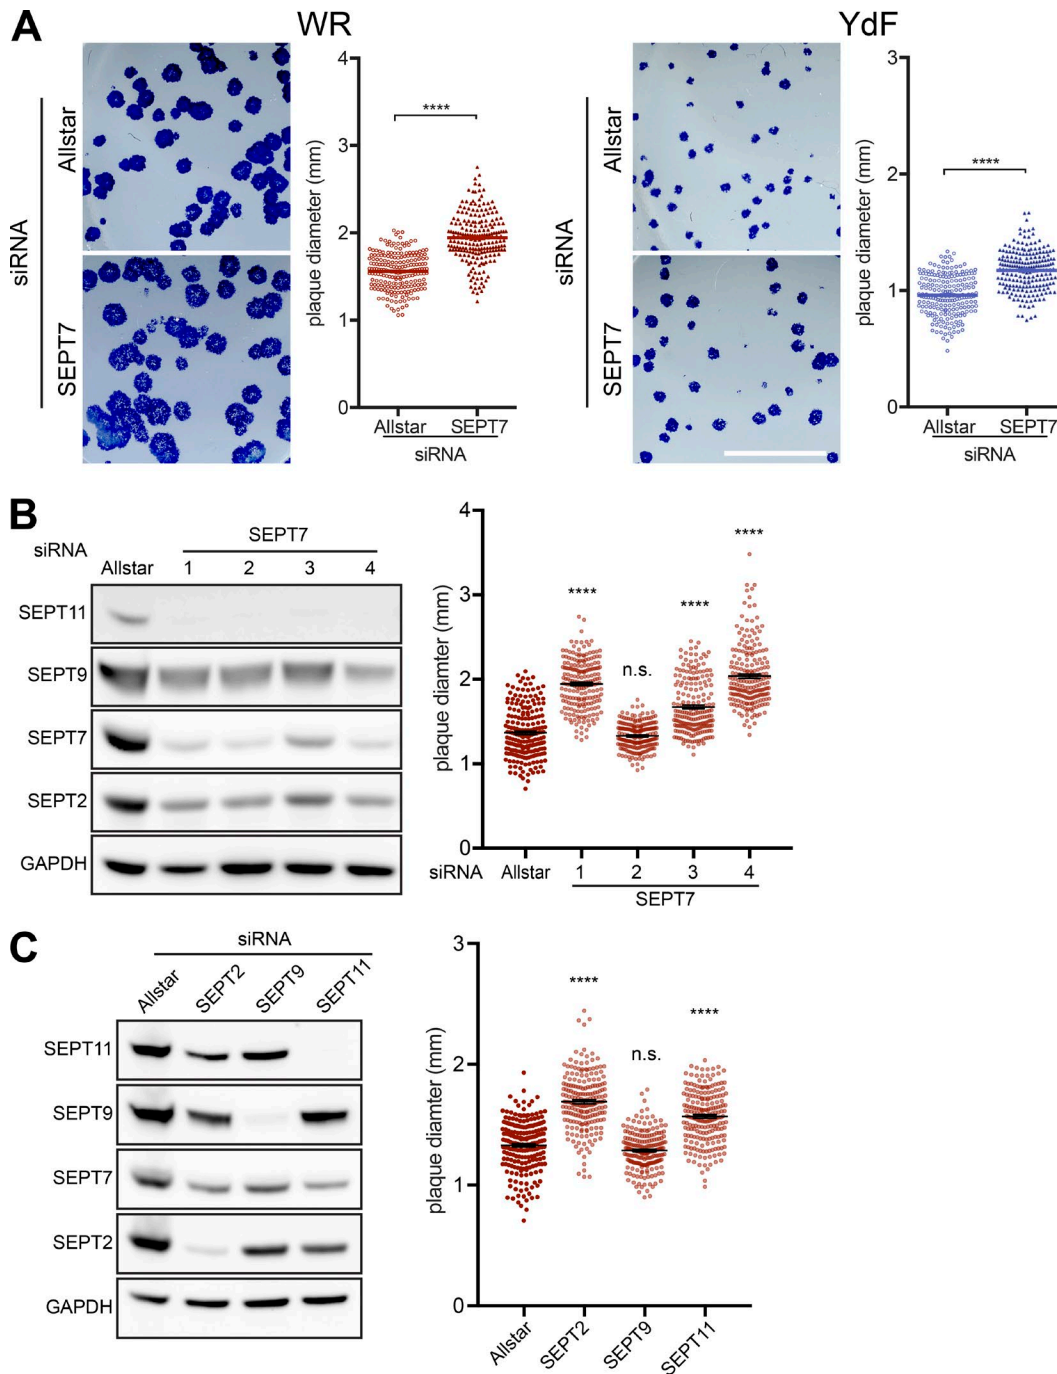 A
WR
YdF
siRNA
Allstar
SEPT7
plaque diameter (mm)
4
3
2
1
0
****
Allstar SEPT7
siRNA
siRNA
Allstar
SEPT7
plaque diameter (mm)
3
2
1
0
****
Allstar SEPT7
siRNA
B
SEPT7
siRNA
Allstar 1 2 3 4
SEPT11
SEPT9
SEPT7
SEPT2
GAPDH
plaque diamter (mm)
4
3
2
1
0
****
n.s.
****
****
siRNA Allstar 1 2 3 4
SEPT7
C
siRNA
Allstar SEPT2 SEPT9 SEPT11
SEPT11
SEPT9
SEPT7
SEPT2
GAPDH
plaque diamter (mm)
3
2
1
0
****
n.s.
****
Allstar SEPT2 SEPT9 SEPT11